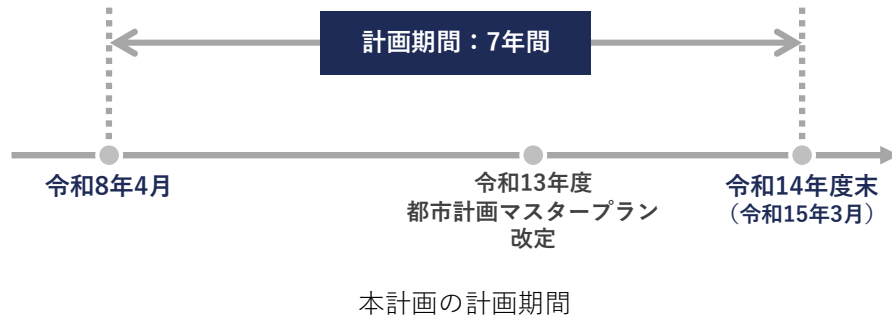 計画期間：7年間
令和8年4月
令和13年度
都市計画マスタープラン
改定
令和14年度末
（令和15年3月）
本計画の計画期間